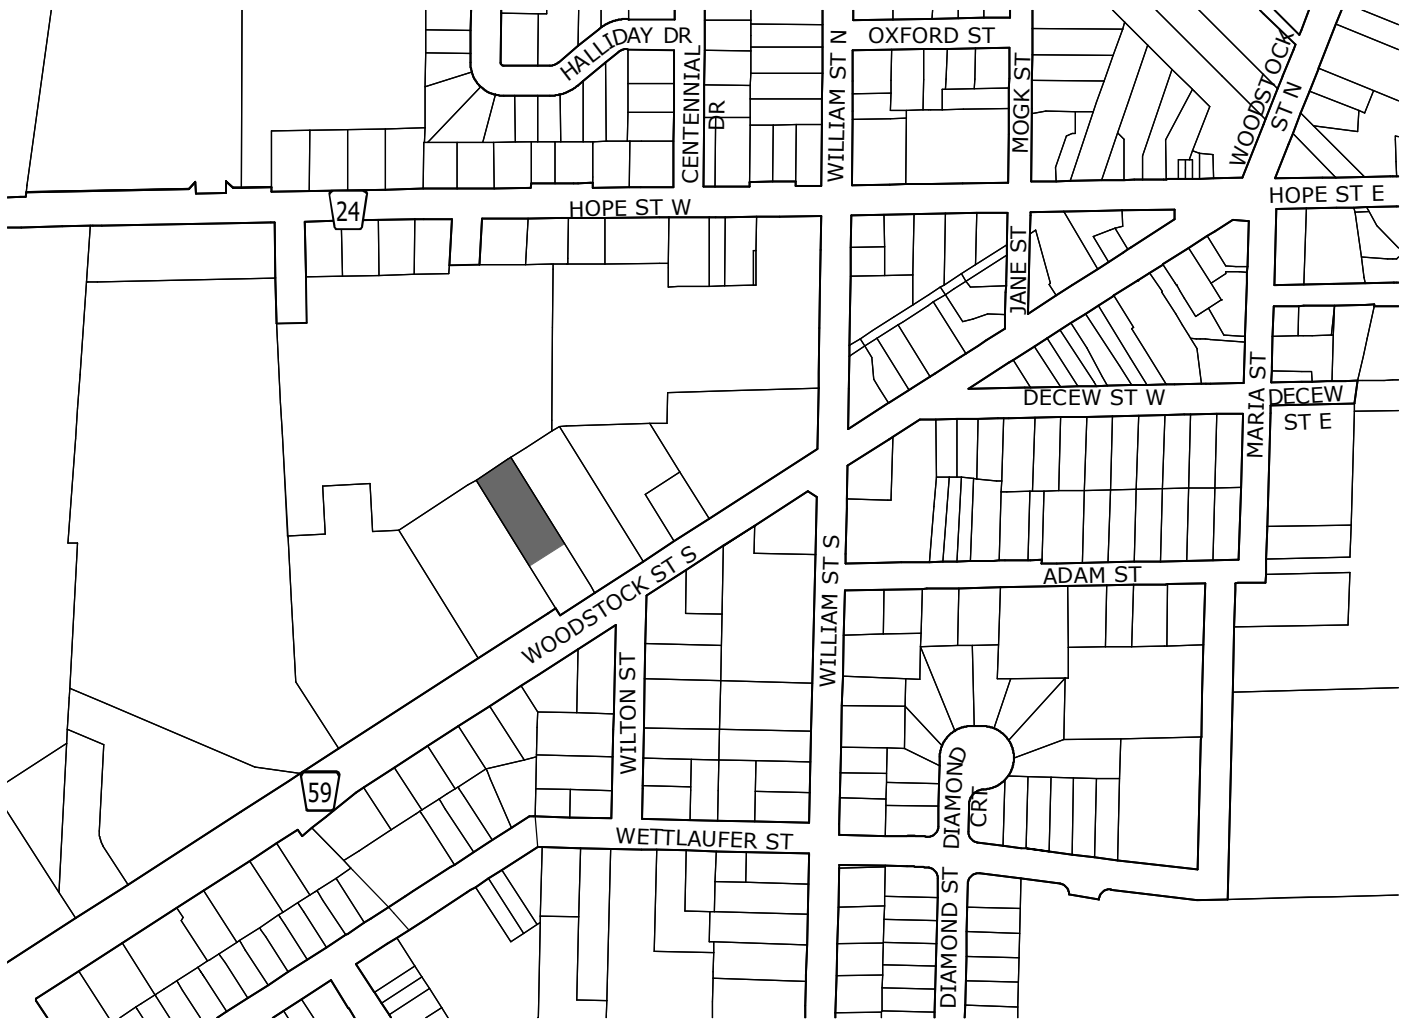 HALLIDAY DR
CENTENNIAL
DR
WILLIAM ST N
OXFORD ST
MOGK ST
WOODSTOCK
ST N
24
HOPE ST W
HOPE ST E
JANE ST
DECEW ST W
MARIA ST
DECEW
ST E
WOODSTOCK ST S
WILLIAM ST S
ADAM ST
WILTON ST
59
DIAMOND
CRT
WETTLAUFER ST
DIAMOND ST